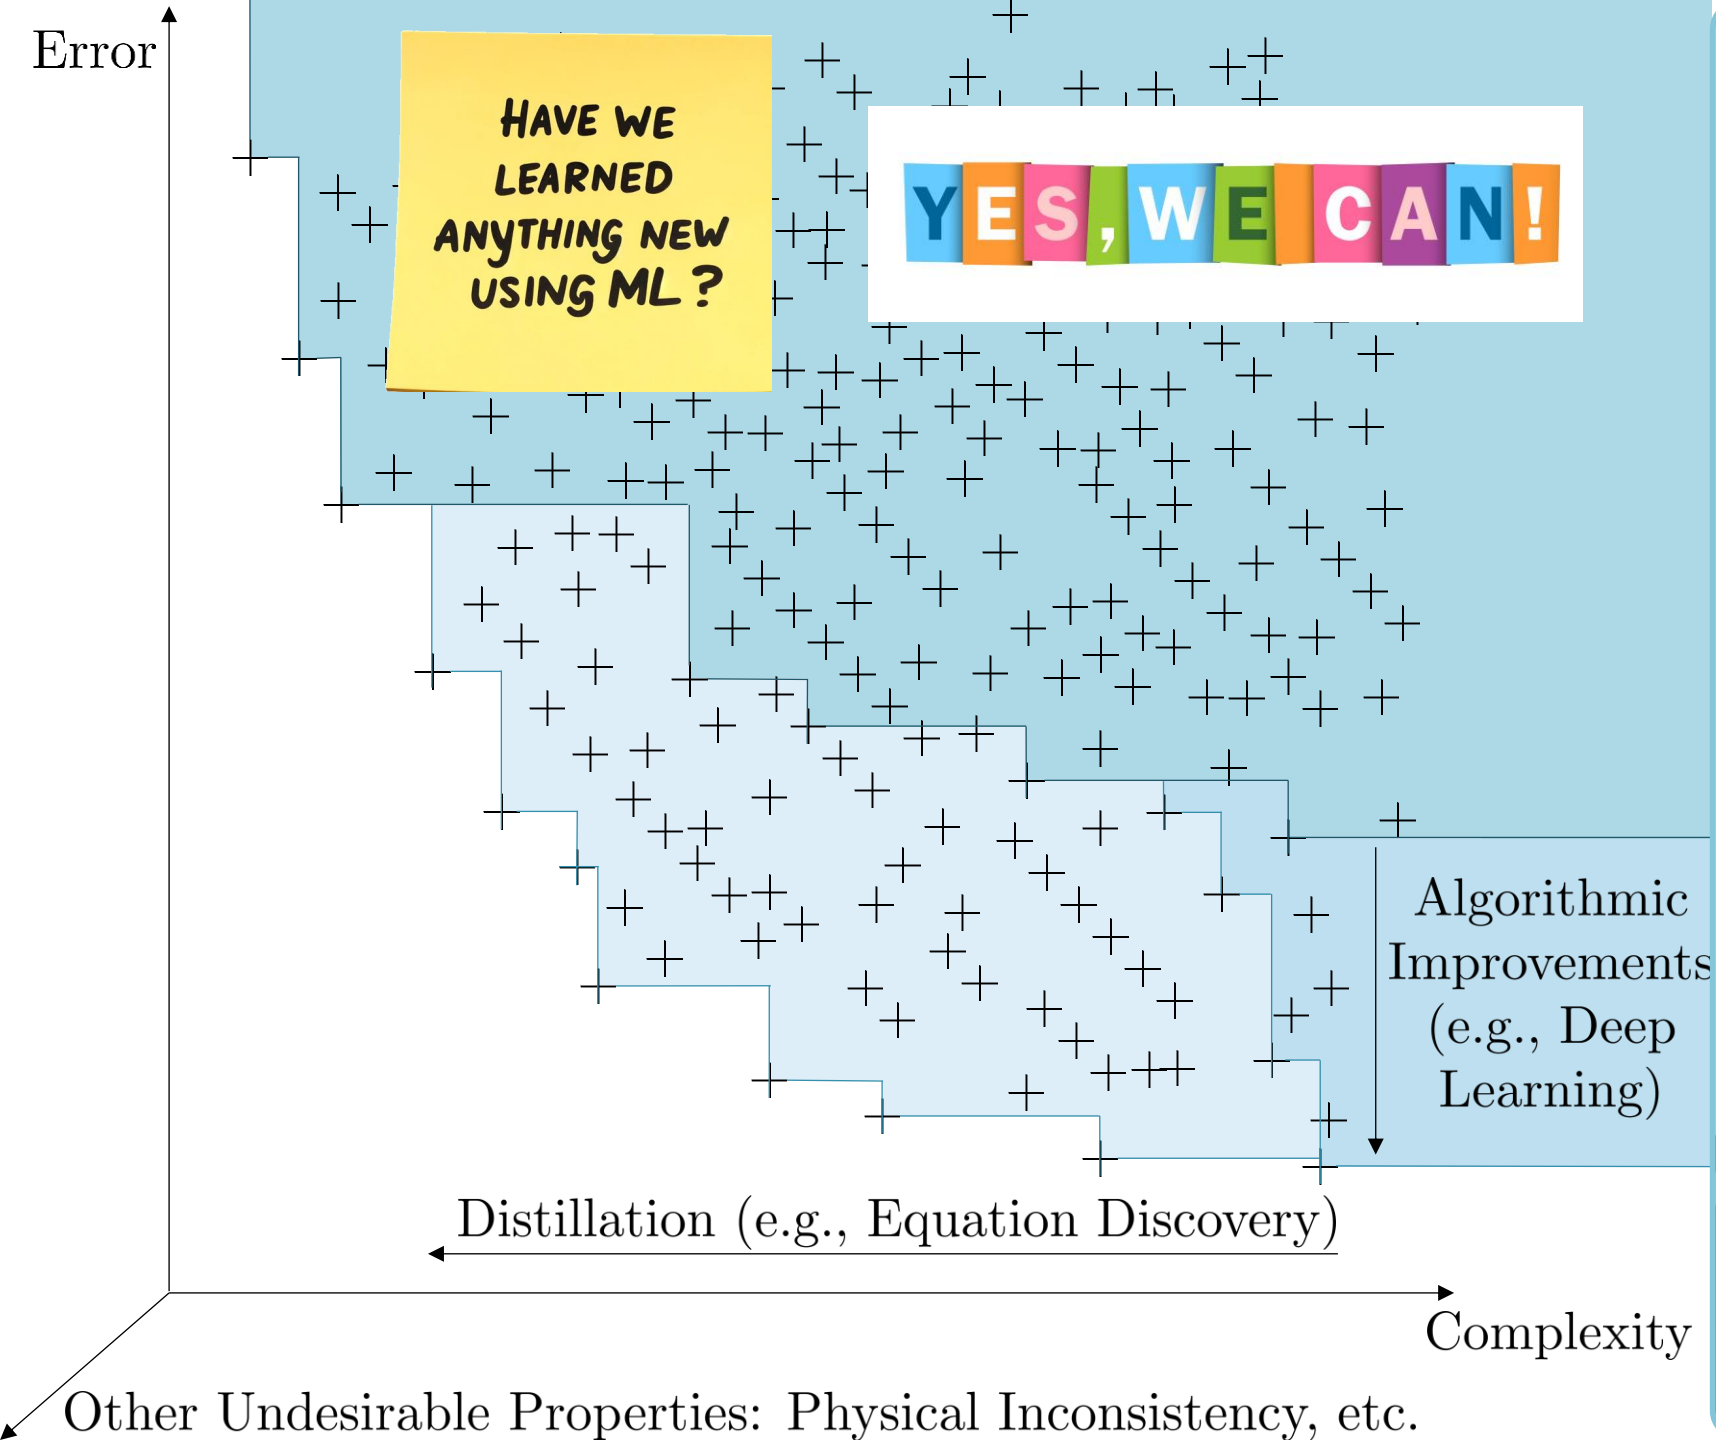 Error
HAVE WE
LEARNED
ANYTHING NEW
USING ML?
YES, WE CAN!
Algorithmic
Improvements
(e.g., Deep
Learning)
Distillation (e.g., Equation Discovery)
Complexity
Other Undesirable Properties: Physical Inconsistency, etc.